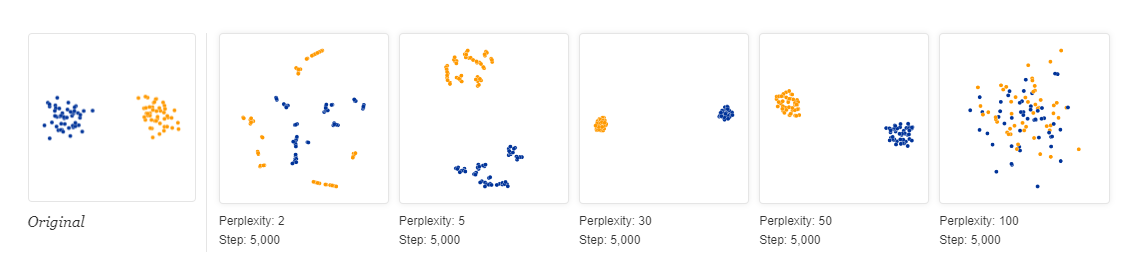 Original
Perplexity: 2
Step: 5,000
Perplexity: 5
Step: 5,000
Perplexity: 30
Step: 5,000
Perplexity: 50
Step: 5,000
Perplexity: 100
Step: 5,000